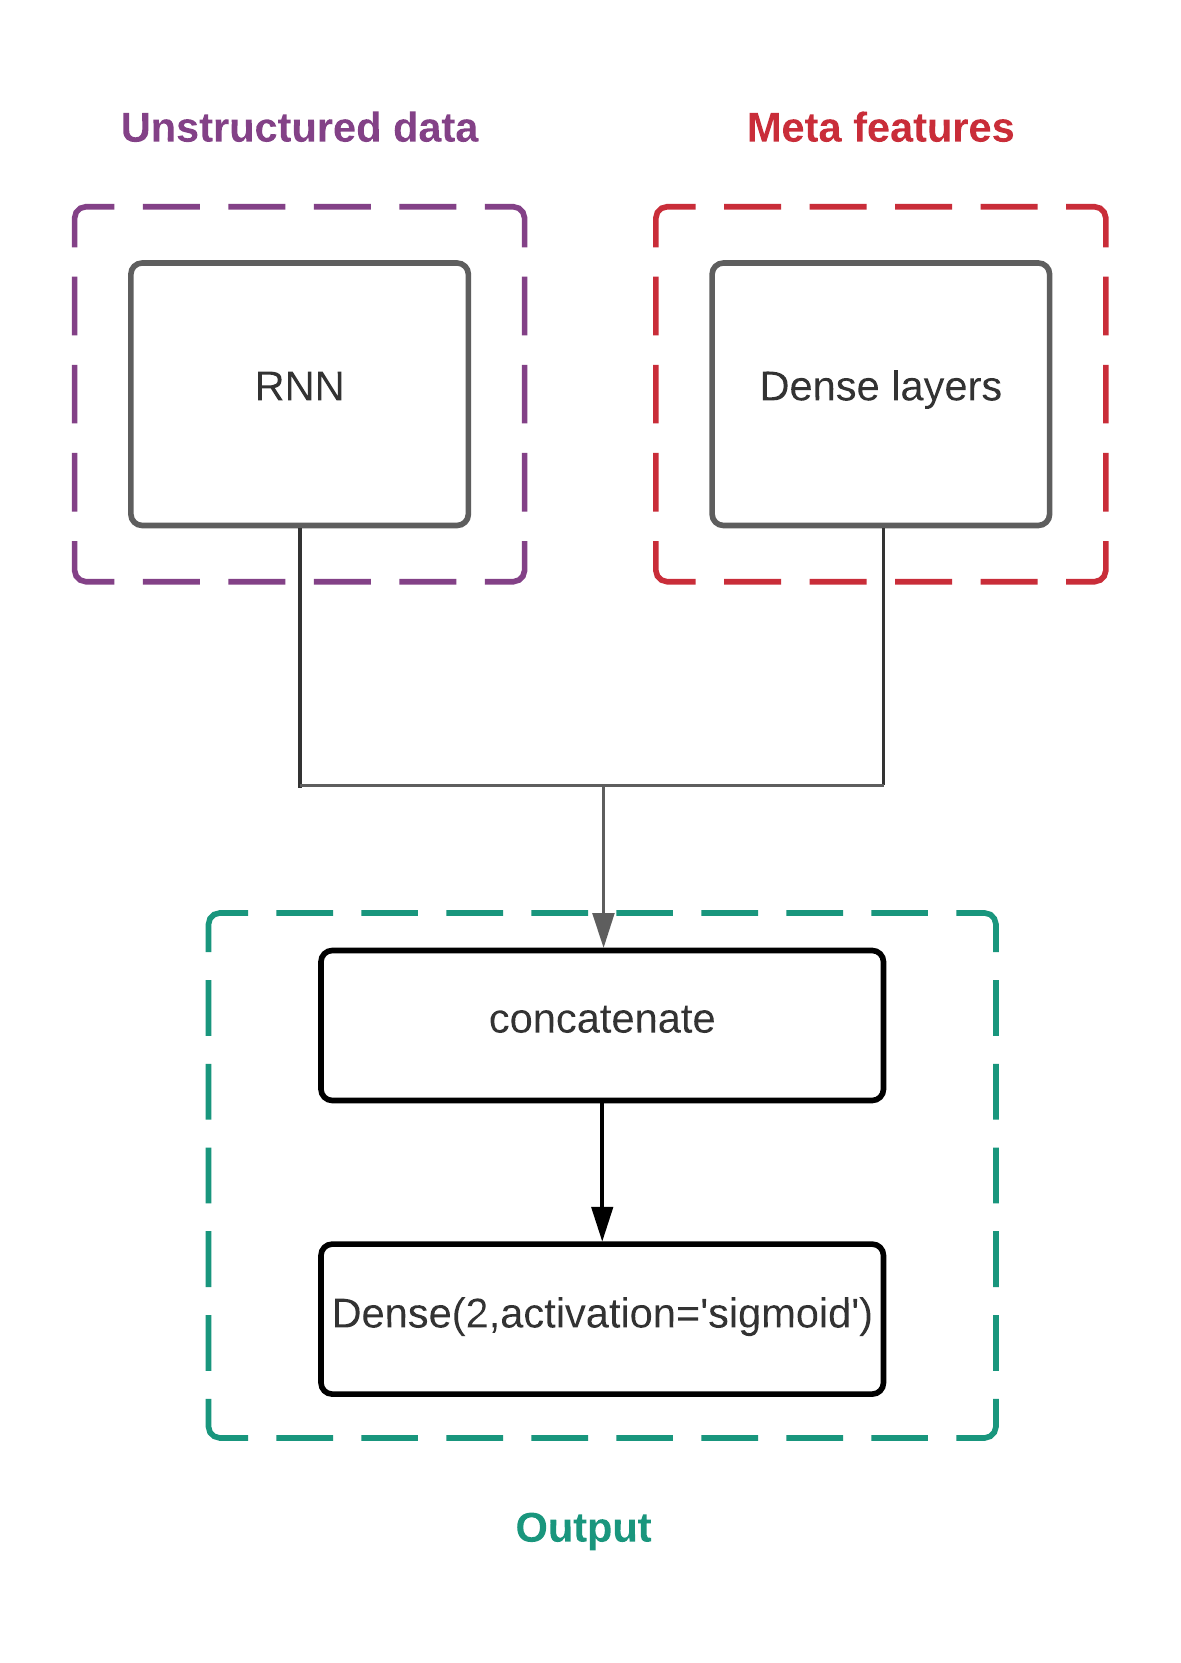 Unstructured data
Meta features
RNN
Dense layers
concatenate
Dense(2,activation='sigmoid')
Output